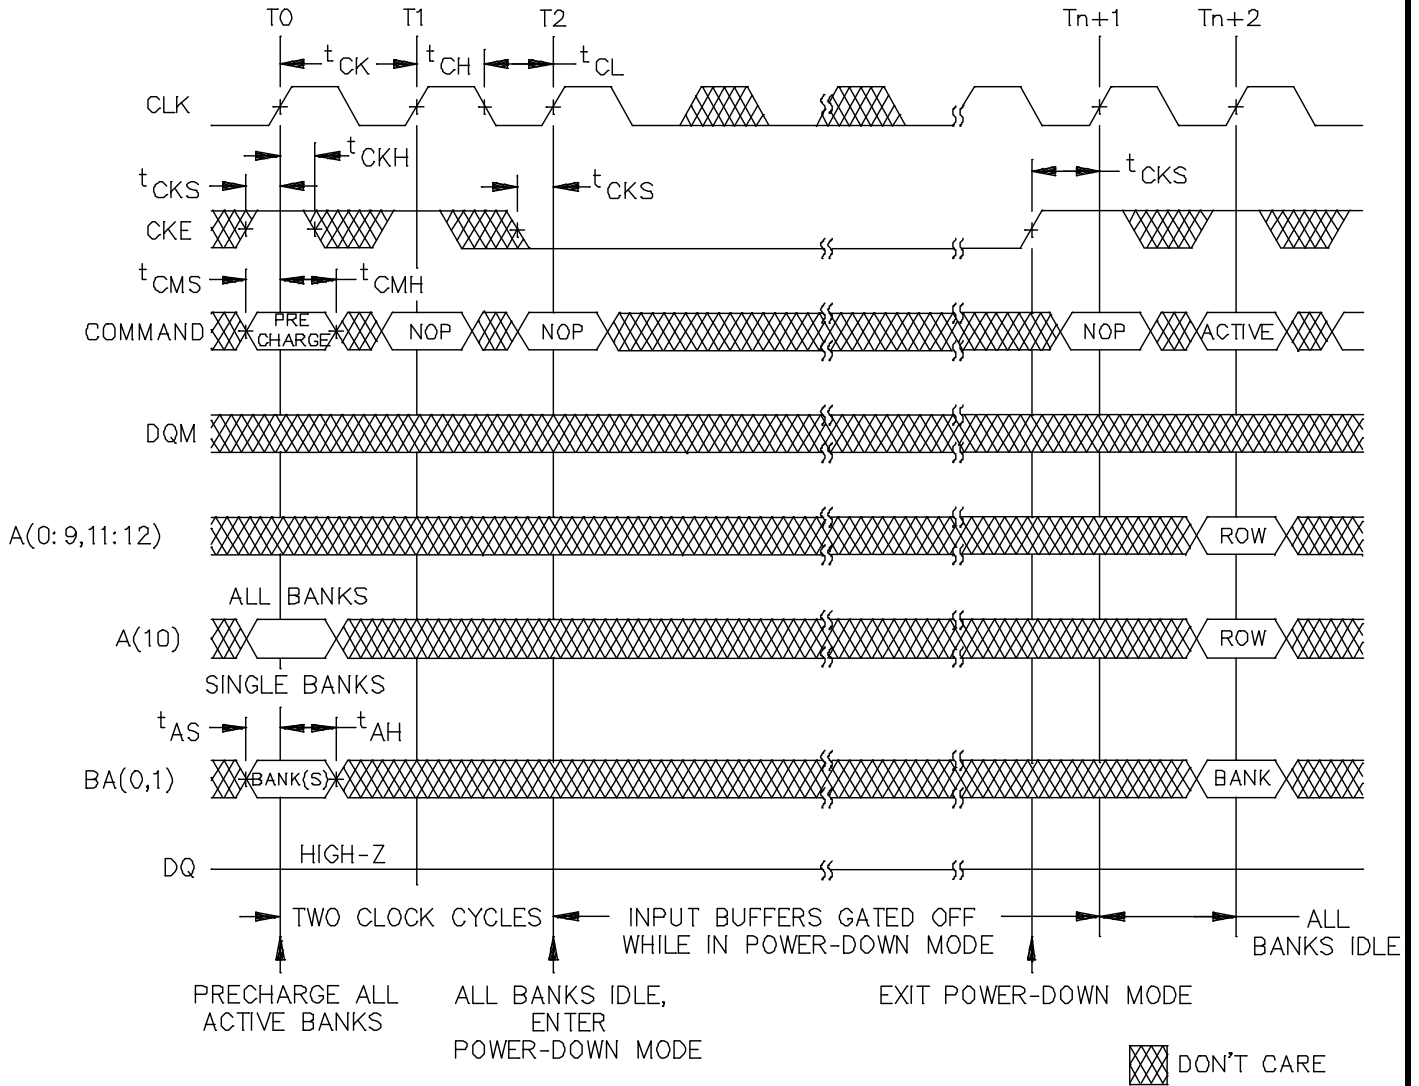 T0 T1 T2 Tn+1 Tn+2
tCK tCH tCL
CLK
tCKH
tCKS tCKS tCKS
CKE
tCMS tCMH
COMMAND PRE CHARGE NOP NOP NOP ACTIVE
DQM
A(0:9,11:12) ROW
ALL BANKS
A(10) ROW
SINGLE BANKS
tAS tAH
BA(0,1) BANK(S) BANK
HIGH-Z
DQ
TWO CLOCK CYCLES
INPUT BUFFERS GATED OFF
WHILE IN POWER-DOWN MODE
ALL
BANKS IDLE
PRECHARGE ALL
ACTIVE BANKS
ALL BANKS IDLE,
ENTER
POWER-DOWN MODE
EXIT POWER-DOWN MODE
DON'T CARE